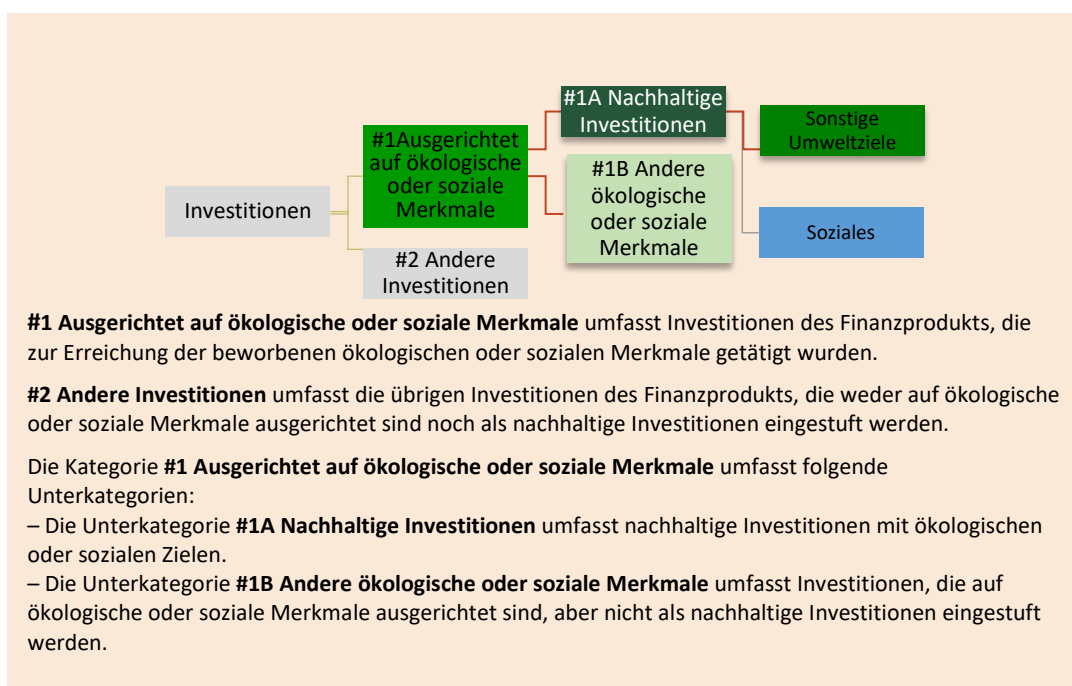 Investitionen
#1Ausgerichtet
auf ökologische
oder soziale
Merkmale
#2 Andere
Investitionen
#1A Nachhaltige
Investitionen
#1B Andere
ökologische
oder soziale
Merkmale
Sonstige
Umweltziele
Soziales
#1 Ausgerichtet auf ökologische oder soziale Merkmale umfasst Investitionen des Finanzprodukts, die
zur Erreichung der beworbenen ökologischen oder sozialen Merkmale getätigt wurden.
#2 Andere Investitionen umfasst die übrigen Investitionen des Finanzprodukts, die weder auf ökologische
oder soziale Merkmale ausgerichtet sind noch als nachhaltige Investitionen eingestuft werden.
Die Kategorie #1 Ausgerichtet auf ökologische oder soziale Merkmale umfasst folgende
Unterkategorien:
– Die Unterkategorie #1A Nachhaltige Investitionen umfasst nachhaltige Investitionen mit ökologischen
oder sozialen Zielen.
– Die Unterkategorie #1B Andere ökologische oder soziale Merkmale umfasst Investitionen, die auf
ökologische oder soziale Merkmale ausgerichtet sind, aber nicht als nachhaltige Investitionen eingestuft
werden.